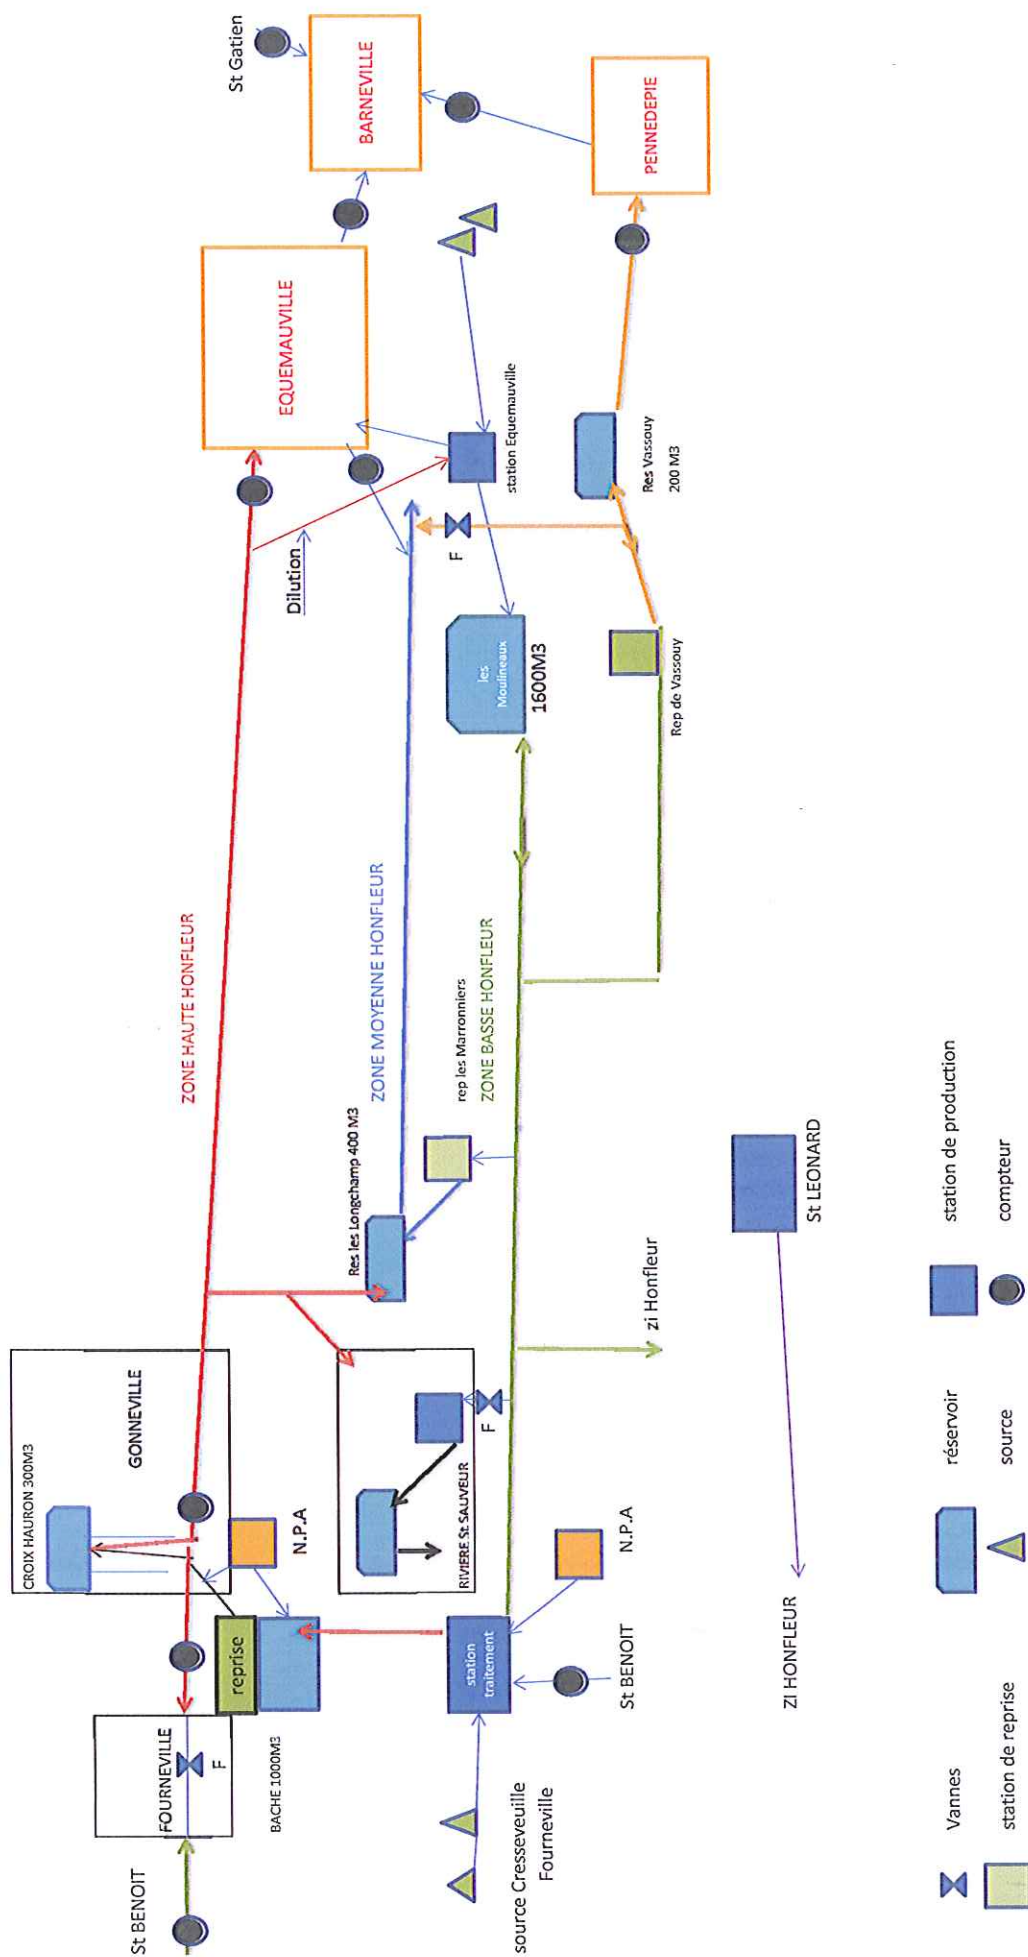 St BENOIT
FOURNEVILLE
F
BACHE 1000M3
reprise
CROIX HAURON 300M3
GONNEVILLE
N.P.A
ZONE HAUTE HONFLEUR
Dilution
EQUEMAUVILLE
St Gatien
BARNEVILLE
source Cresseveuille
Fourneville
station
traitement
St BENOIT
N.P.A
RIVIERE St SAUVEUR
F
Res les Longchamp 400 M3
ZONE MOYENNE HONFLEUR
rep les Marronniers
ZONE BASSE HONFLEUR
zi Honfleur
les
Moulineaux
1600M3
F
station Equemauville
Rep de Vassouy
Res Vassouy
200 M3
PENNEDEPIE
ZI HONFLEUR
St LEONARD
Vannes
réservoir
station de production
station de reprise
source
compteur